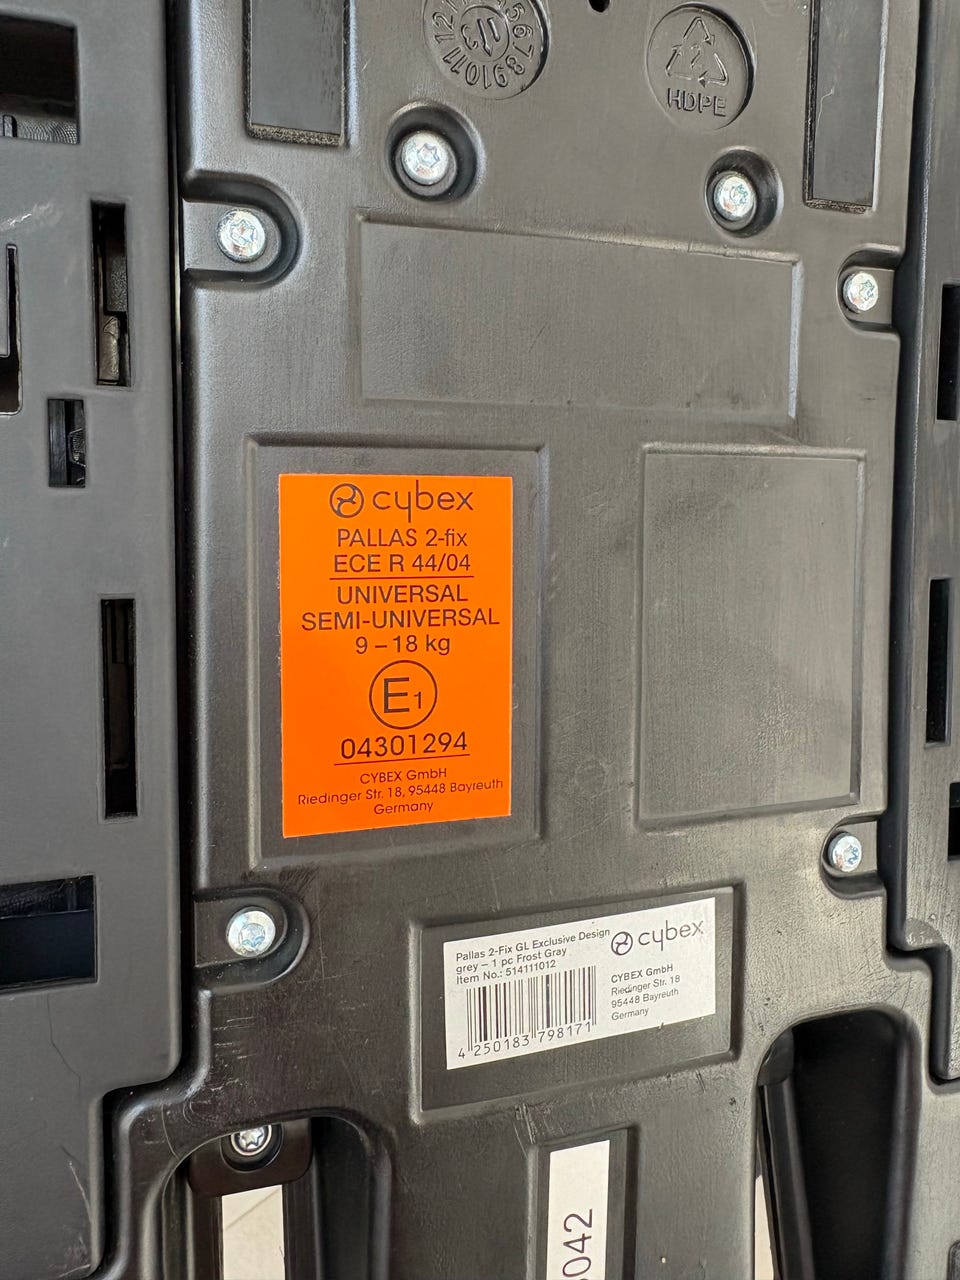 HDPE
cybex
PALLAS 2-fix
ECE R 44/04
UNIVERSAL
SEMI-UNIVERSAL
9 – 18 kg
E1
04301294
CYBEX GmbH
Riedinger Str. 18, 95448 Bayreuth
Germany
Pallas 2-Fix GL Exclusive Design
grey – 1 pc Frost Gray
Item No.: 514111012
4 250183 798171
cybex
CYBEX GmbH
Riedinger Str. 18
95448 Bayreuth
Germany
042